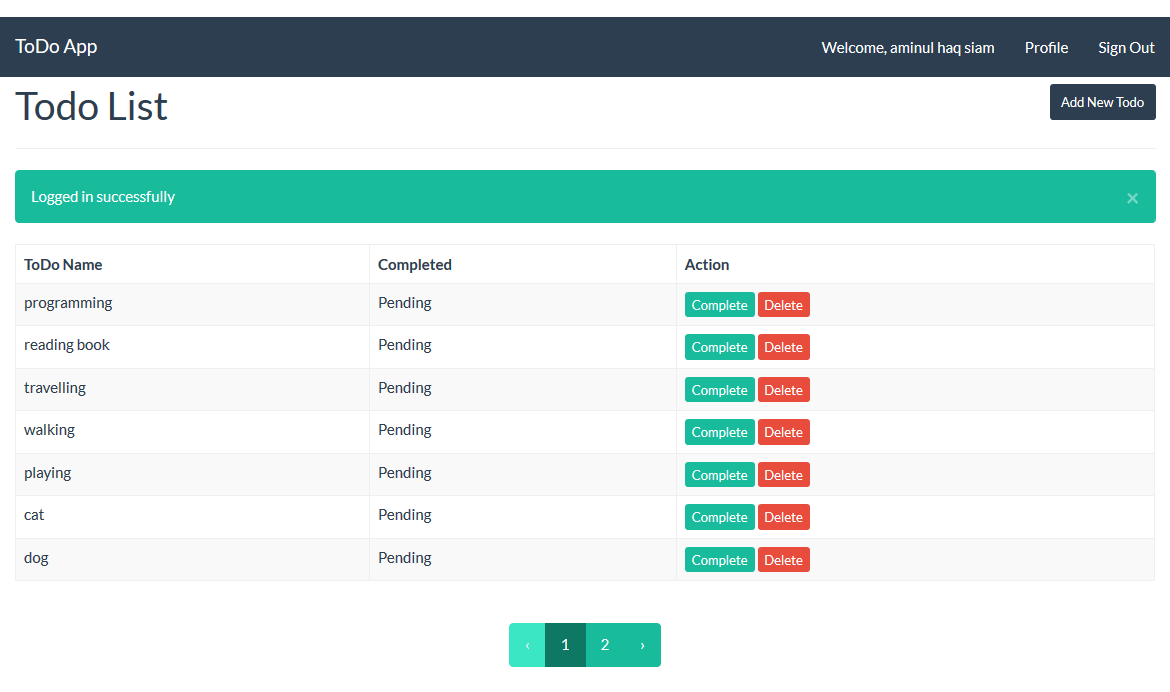 ToDo App Welcome, aminul haq siam Profile Sign Out
Todo List Add New Todo
Logged in successfully ×
ToDo Name Completed Action
programming Pending Complete Delete
reading book Pending Complete Delete
travelling Pending Complete Delete
walking Pending Complete Delete
playing Pending Complete Delete
cat Pending Complete Delete
dog Pending Complete Delete
‹ 1 2 ›